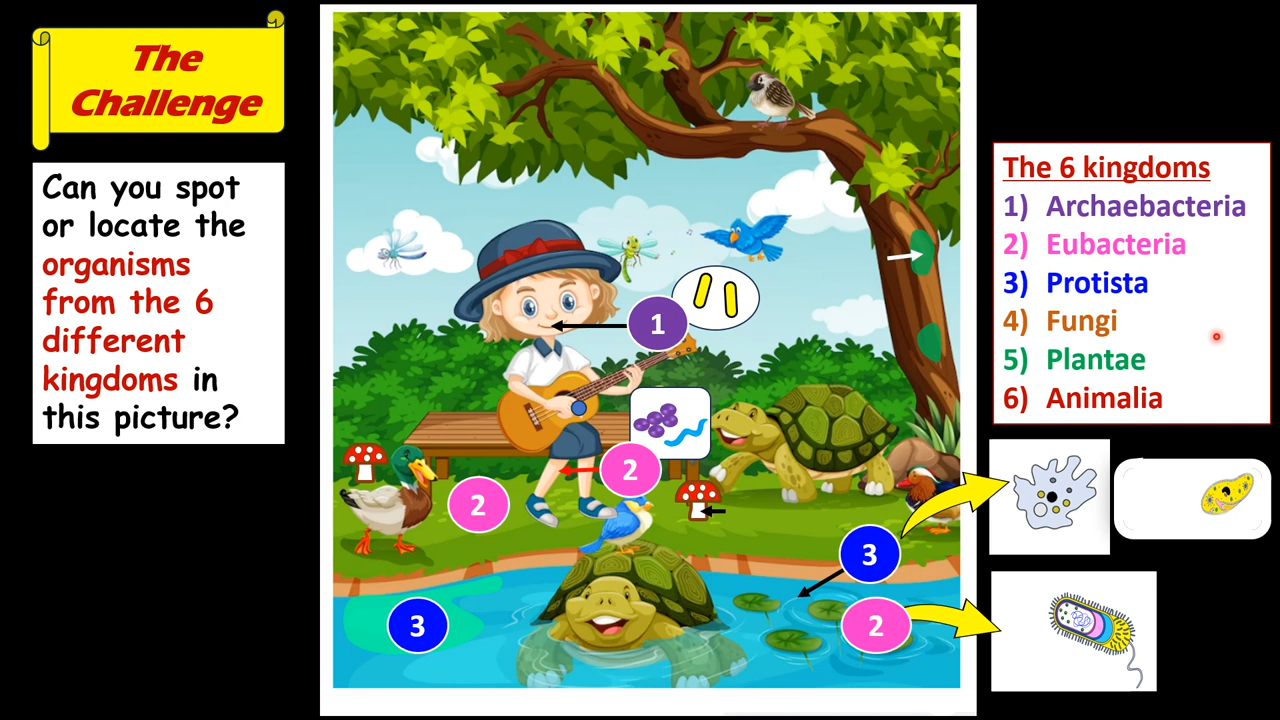 The
Challenge
Can you spot
or locate the
organisms
from the 6
different
kingdoms in
this picture?
1
2
2
3
3
2
The 6 kingdoms
1) Archaebacteria
2) Eubacteria
3) Protista
4) Fungi
5) Plantae
6) Animalia